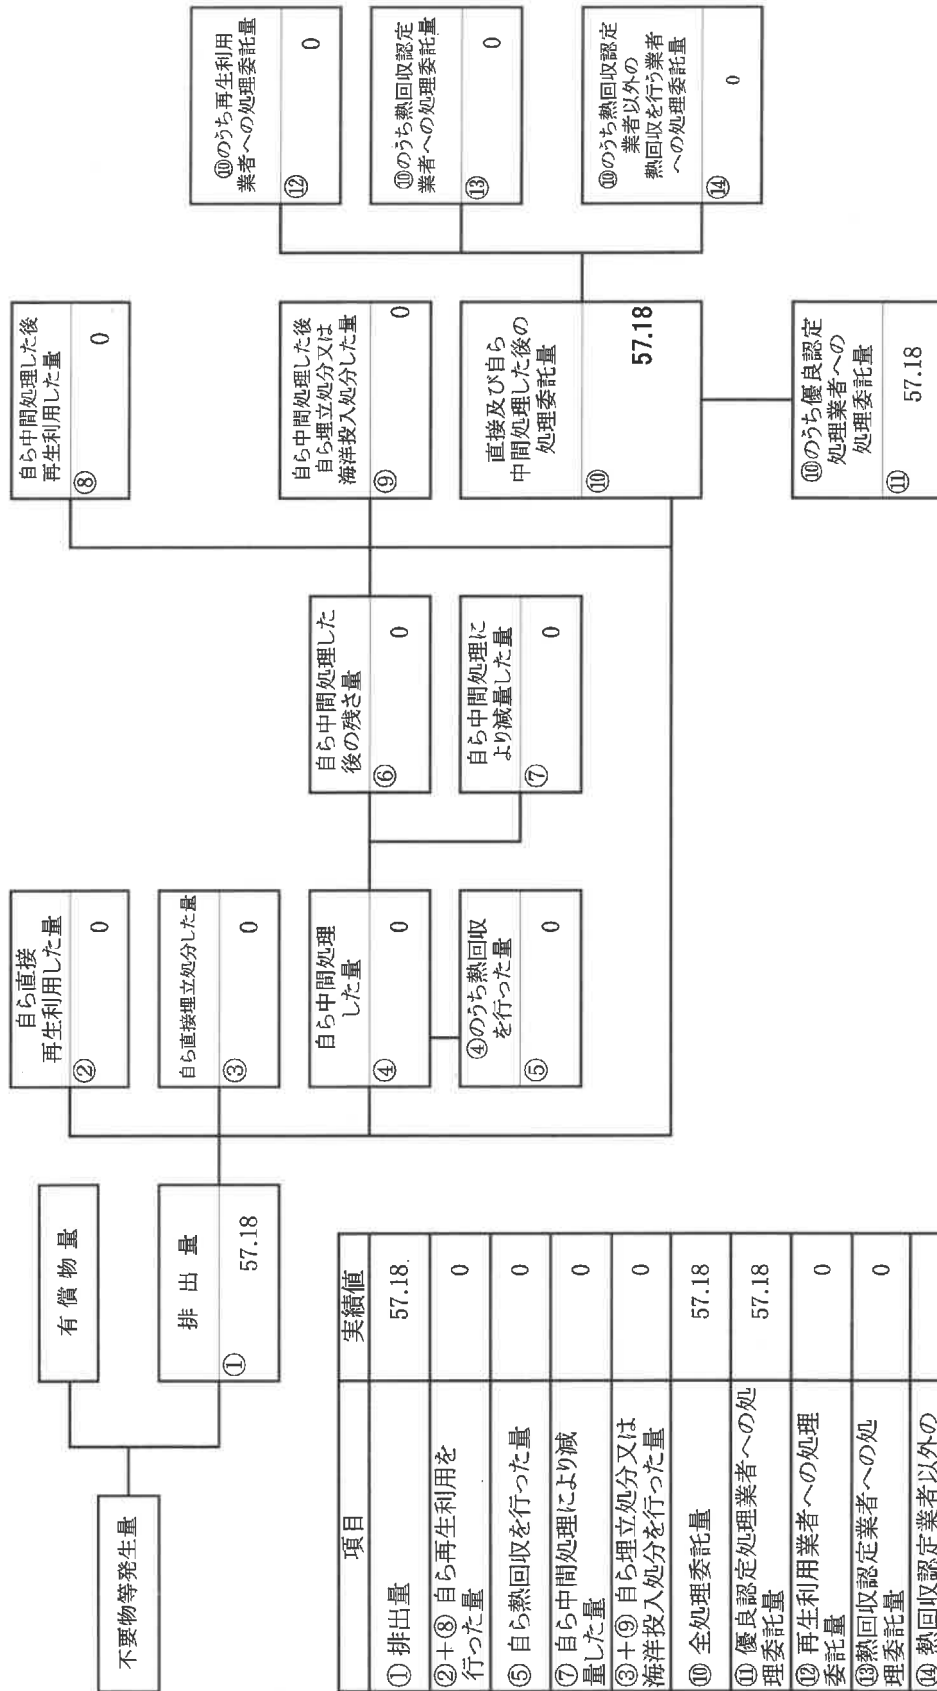 不要物等発生量
有償物量
排出量
①
57.18
自ら直接
再生利用した量
②
0
自ら直接埋立処分した量
③
0
自ら中間処理
した量
④
0
④のうち熱回収
を行った量
⑤
0
自ら中間処理した
後の残さ量
⑥
0
自ら中間処理に
より減量した量
⑦
0
自ら中間処理した後
再生利用した量
⑧
0
自ら中間処理した後
自ら埋立処分又は
海洋投入処分した量
⑨
0
直接及び自ら
中間処理した後の
処理委託量
⑩
57.18
⑩のうち優良認定
処理業者への
処理委託量
⑪
57.18
⑩のうち再生利用
業者への処理委託量
⑫
0
⑩のうち熱回収認定
業者への処理委託量
⑬
0
⑩のうち熱回収認定
業者以外の
熱回収を行う業者
への処理委託量
⑭
0
項目 実績値
①排出量 57.18
②+⑧ 自ら再生利用を
行った量 0
⑤ 自ら熱回収を行った量 0
⑦ 自ら中間処理により減
量した量 0
③+⑨ 自ら埋立処分又は
海洋投入処分を行った量 0
⑩ 全処理委託量 57.18
⑪ 優良認定処理業者への処
理委託量 57.18
⑫ 再生利用業者への処理
委託量 0
⑬熱回収認定業者への処
理委託量 0
⑭ 熱回収認定業者以外の